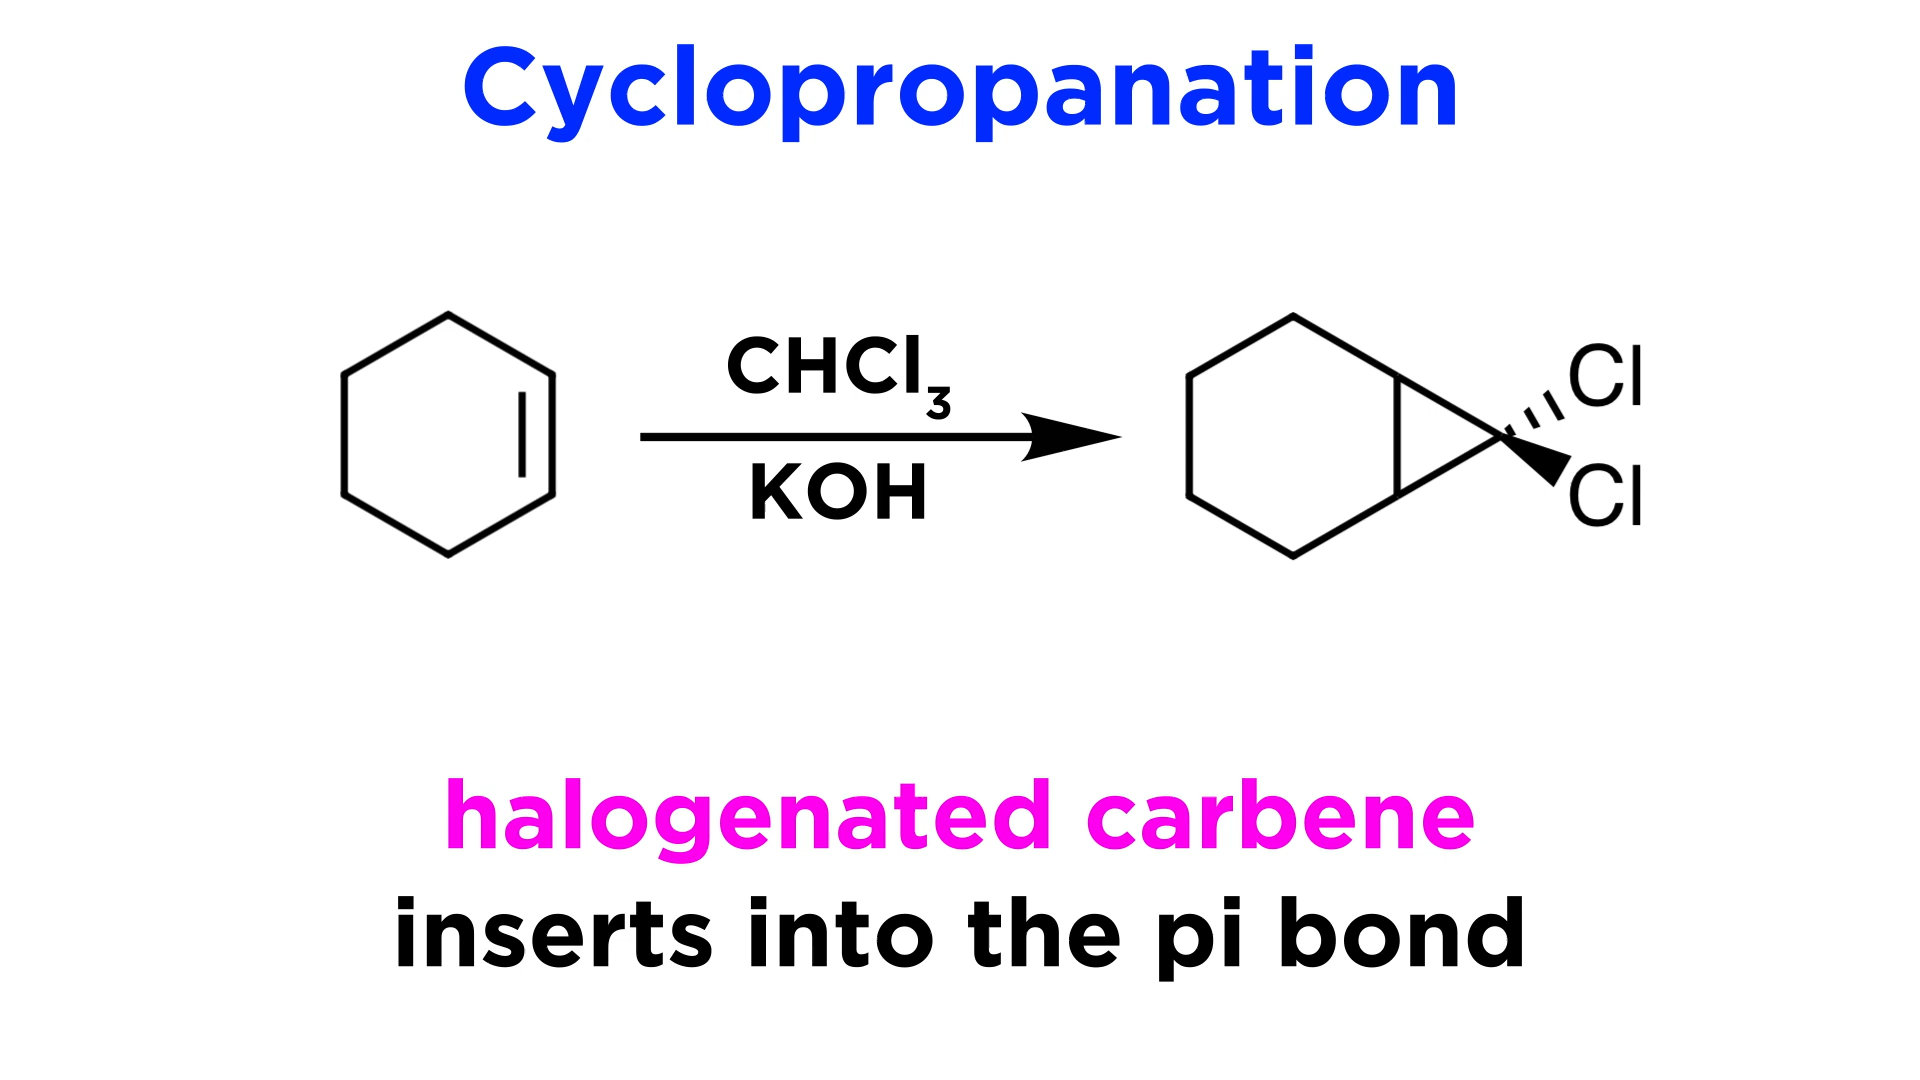 Cyclopropanation
CHCl₃
KOH
Cl
Cl
halogenated carbene
inserts into the pi bond